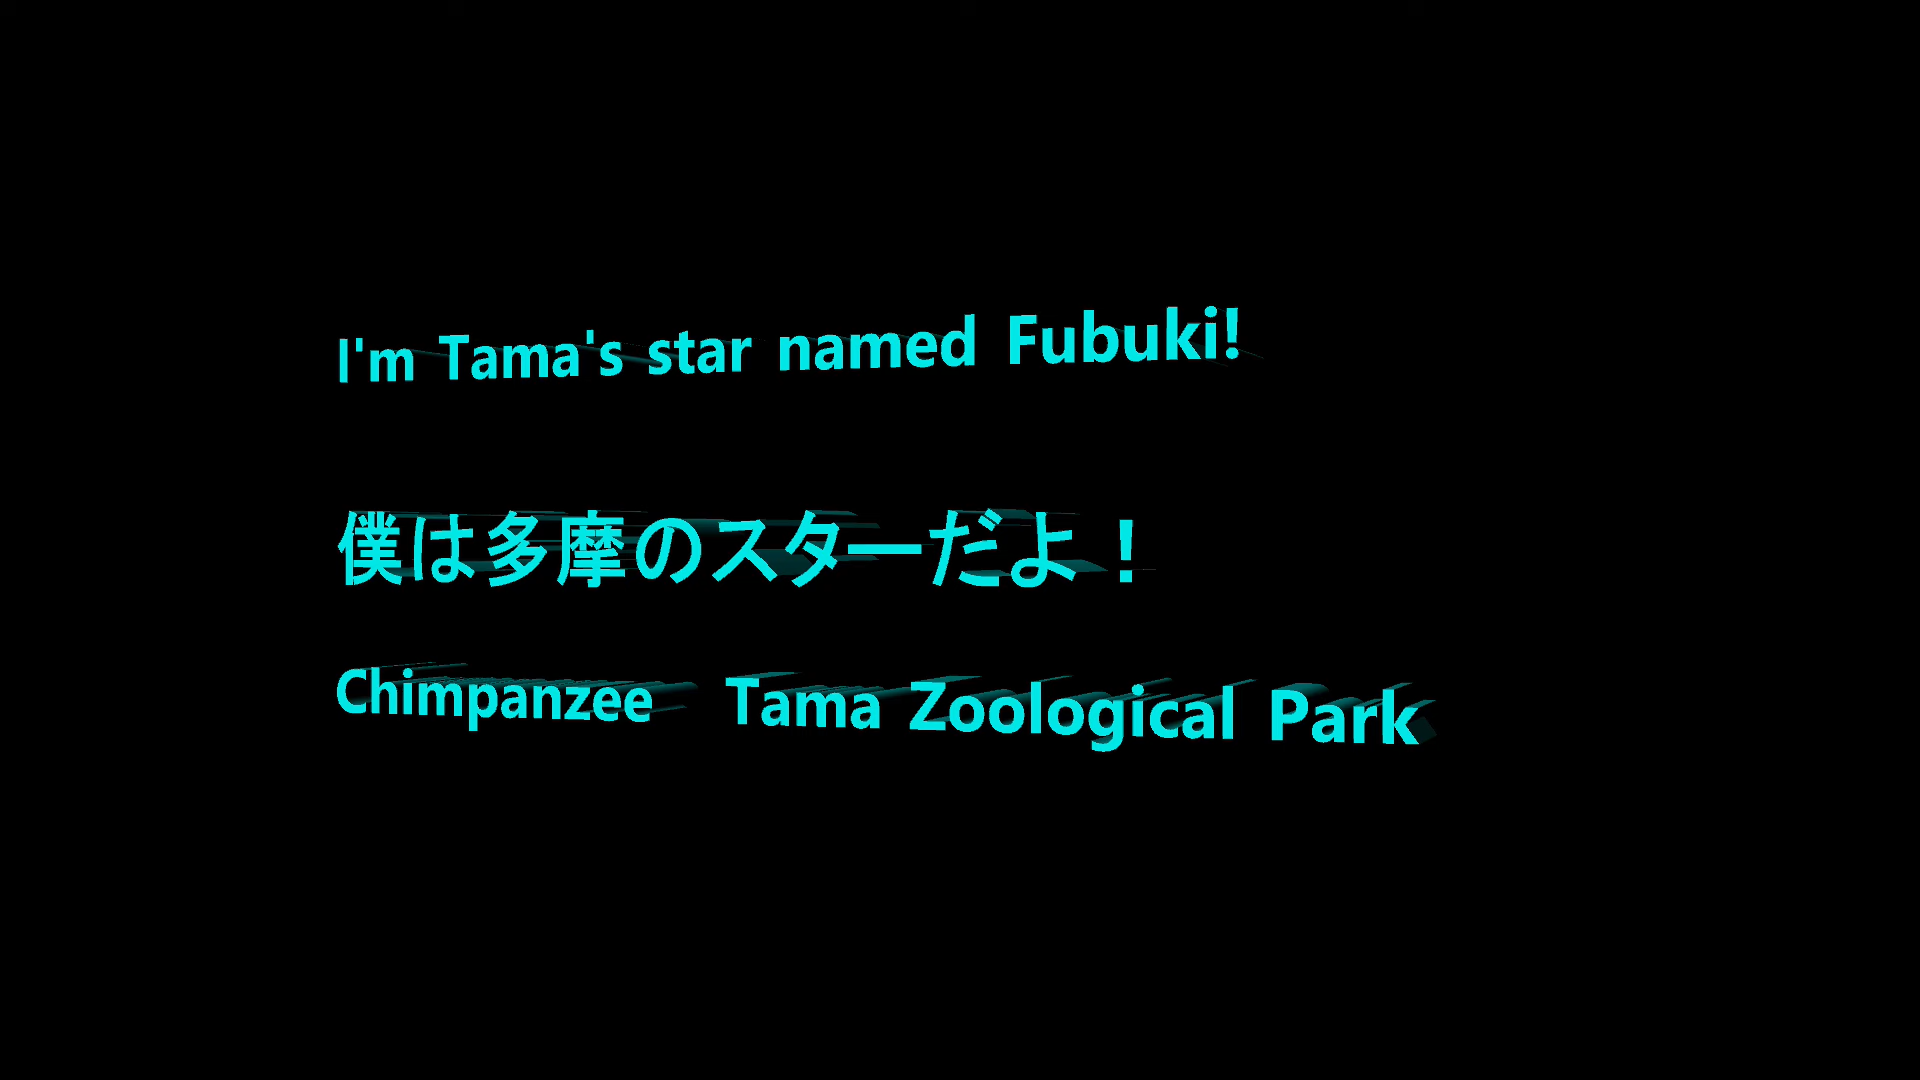 I'm Tama's star named Fubuki!
僕は多摩のスターだよ！
Chimpanzee　Tama Zoological Park